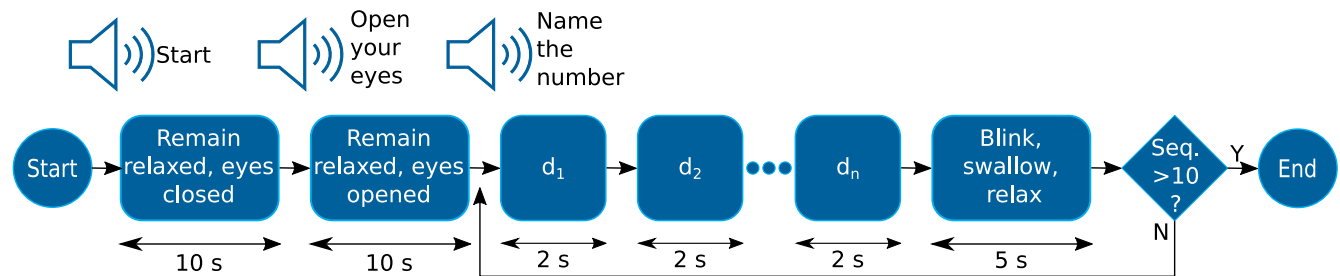 Start
Open
your
eyes
Name
the
number
Start
Remain
relaxed, eyes
closed
Remain
relaxed, eyes
opened
d1
d2
dn
Blink,
swallow,
relax
Seq.
>10
?
Y
End
N
10 s
10 s
2 s
2 s
2 s
5 s